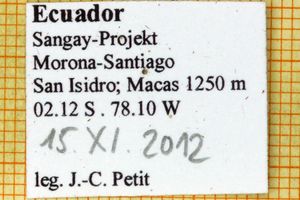 Ecuador
Sangay-Projekt
Morona-Santiago
San Isidro; Macas 1250 m
02.12 S . 78.10 W
15. XI. 2012
leg. J.-C. Petit